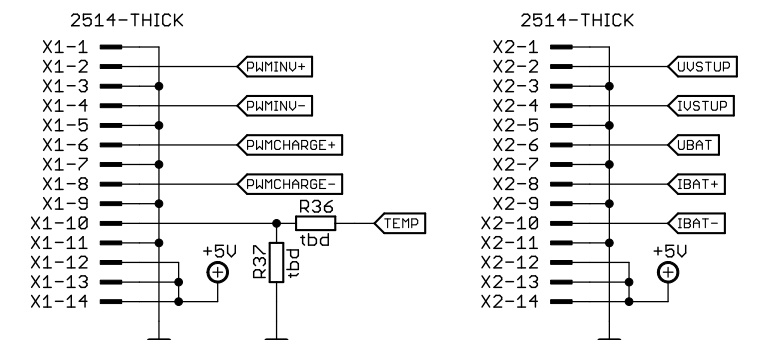 2514-THICK
X1-1
X1-2
PWMINV+
X1-3
X1-4
PWMINV-
X1-5
X1-6
PWMCHARGE+
X1-7
X1-8
PWMCHARGE-
X1-9
R36
X1-10
TEMP
tbd
X1-11
+5V
R37
tbd
X1-12
X1-13
X1-14
2514-THICK
X2-1
X2-2
UVSTUP
X2-3
X2-4
IVSTUP
X2-5
X2-6
UBAT
X2-7
X2-8
IBAT+
X2-9
X2-10
IBAT-
X2-11
+5V
X2-12
X2-13
X2-14